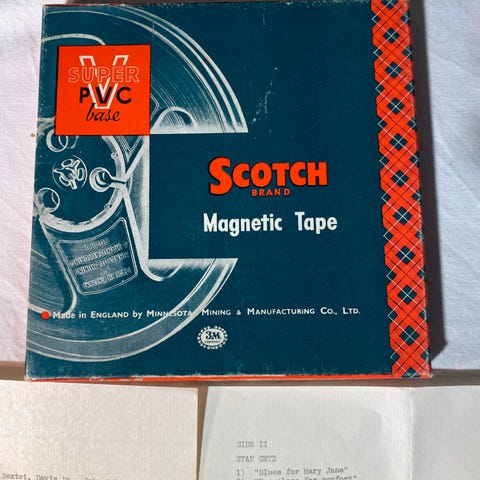 SUPER
V
PVC
base
SCOTCH
BRAND
Magnetic Tape
Made in ENGLAND by MINNESOTA MINING & MANUFACTURING CO., LTD.
3M
SIDE II
STAN GETZ
1) "Blues for Mary Jane"
Sextet, Davis